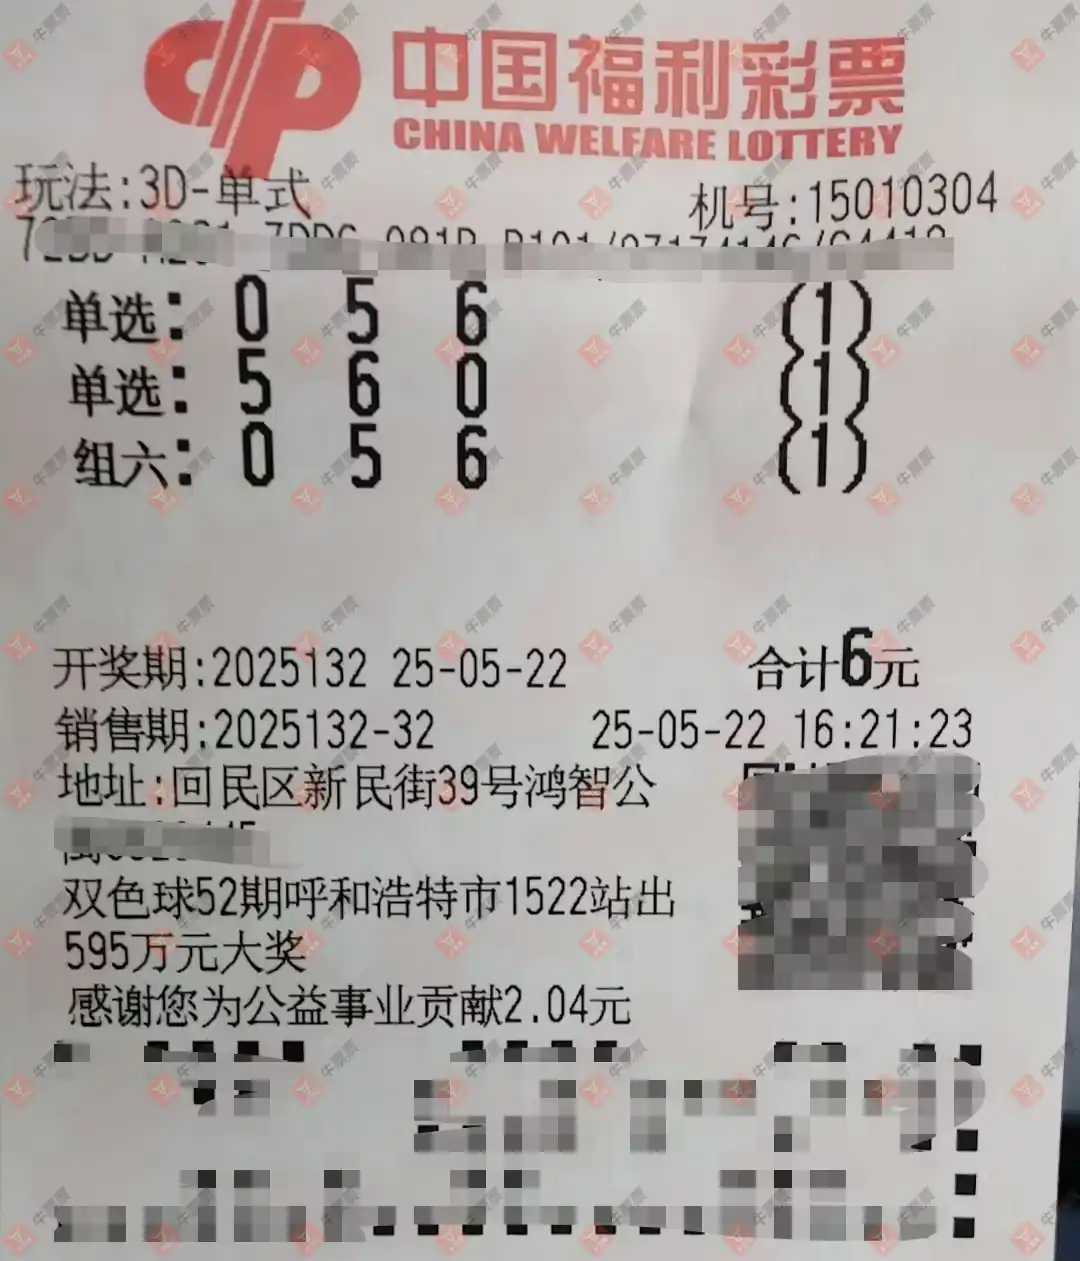 中国福利彩票
CHINA WELFARE LOTTERY
玩法:3D-单式 机号:15010304
单选: 0 5 6 (1)
单选: 5 6 0 (1)
组六: 0 5 6 (1)
开奖期:2025132 25-05-22 合计6元
销售期:2025132-32 25-05-22 16:21:23
地址:回民区新民街39号鸿智公
双色球52期呼和浩特市1522站出
595万元大奖
感谢您为公益事业贡献2.04元
牛票票